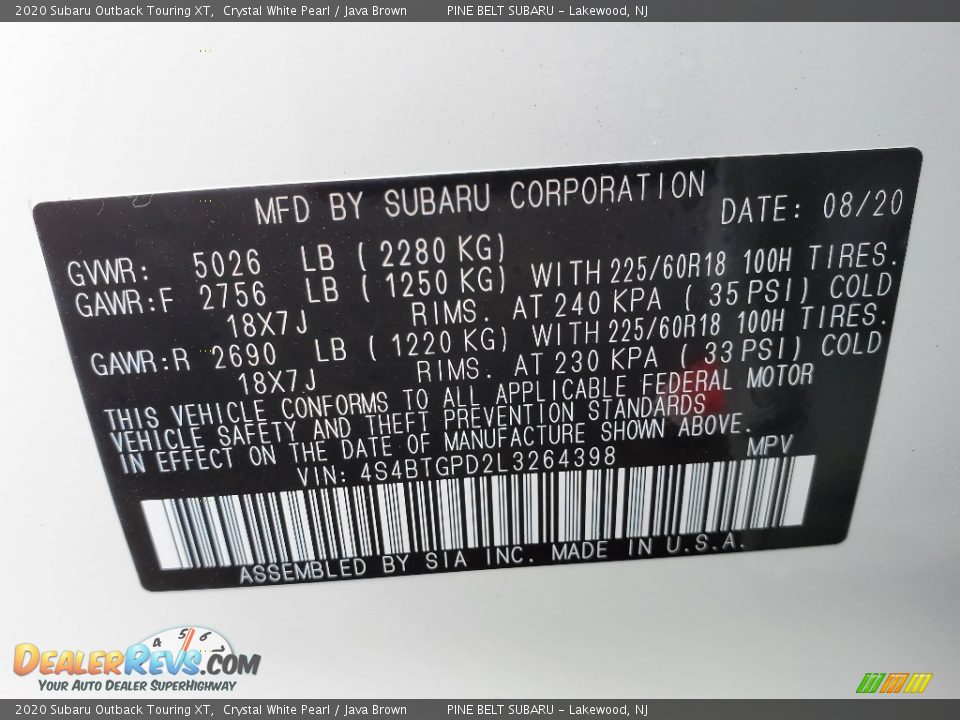 2020 Subaru Outback Touring XT, Crystal White Pearl / Java Brown PINE BELT SUBARU - Lakewood, NJ
MFD BY SUBARU CORPORATION DATE: 08/20
GVWR: 5026 LB ( 2280 KG)
GAWR:F 2756 LB ( 1250 KG) WITH 225/60R18 100H TIRES.
18X7J RIMS. AT 240 KPA ( 35 PSI) COLD
GAWR:R 2690 LB ( 1220 KG) WITH 225/60R18 100H TIRES.
18X7J RIMS. AT 230 KPA ( 33 PSI) COLD
THIS VEHICLE CONFORMS TO ALL APPLICABLE FEDERAL MOTOR
VEHICLE SAFETY AND THEFT PREVENTION STANDARDS
IN EFFECT ON THE DATE OF MANUFACTURE SHOWN ABOVE.
VIN: 4S4BTGPD2L3264398 MPV
ASSEMBLED BY SIA INC. MADE IN U.S.A.
4 5 6 7
DEALERREVS.COM
YOUR AUTO DEALER SUPERHIGHWAY
2020 Subaru Outback Touring XT, Crystal White Pearl / Java Brown PINE BELT SUBARU - Lakewood, NJ